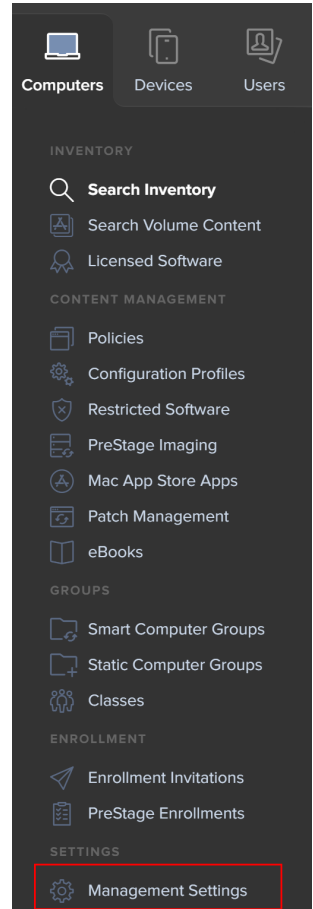 Computers
Devices
Users
INVENTORY
Search Inventory
Search Volume Content
Licensed Software
CONTENT MANAGEMENT
Policies
Configuration Profiles
Restricted Software
PreStage Imaging
Mac App Store Apps
Patch Management
eBooks
GROUPS
Smart Computer Groups
Static Computer Groups
Classes
ENROLLMENT
Enrollment Invitations
PreStage Enrollments
SETTINGS
Management Settings